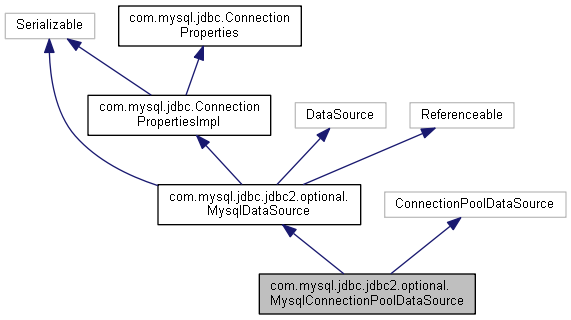 Serializable
com.mysql.jdbc.Connection
Properties
com.mysql.jdbc.Connection
PropertiesImpl
DataSource
Referenceable
com.mysql.jdbc.jdbc2.optional.
MysqlDataSource
ConnectionPoolDataSource
com.mysql.jdbc.jdbc2.optional.
MysqlConnectionPoolDataSource